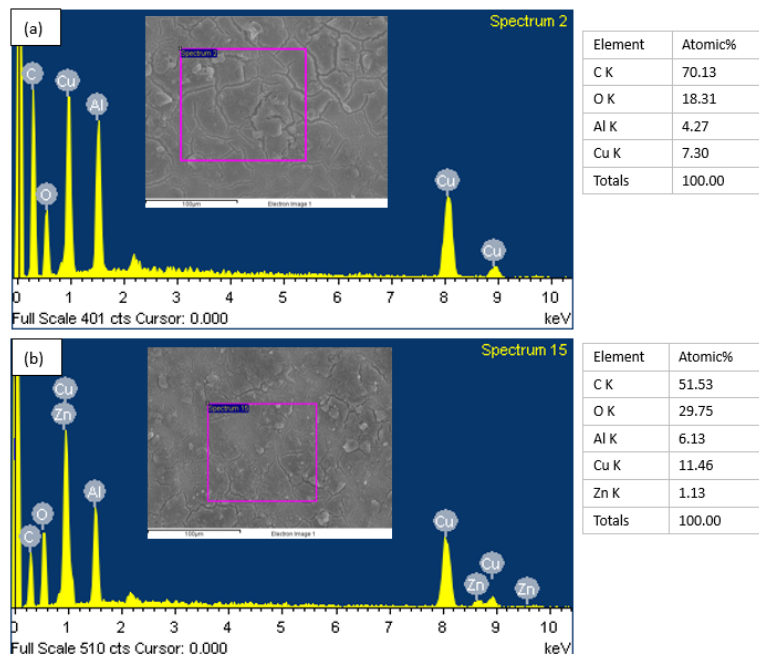 (a)
Spectrum 2
C
Cu
Al
O
Cu
Cu
Spectrum 2
100µm
Electron Image 1
0 1 2 3 4 5 6 7 8 9 10
Full Scale 401 cts Cursor: 0.000
keV
Element Atomic%
C K 70.13
O K 18.31
Al K 4.27
Cu K 7.30
Totals 100.00
(b)
Spectrum 15
Cu
Zn
Al
O
C
Cu
Cu
Zn
Zn
Spectrum 15
100µm
Electron Image 1
0 1 2 3 4 5 6 7 8 9 10
Full Scale 510 cts Cursor: 0.000
keV
Element Atomic%
C K 51.53
O K 29.75
Al K 6.13
Cu K 11.46
Zn K 1.13
Totals 100.00